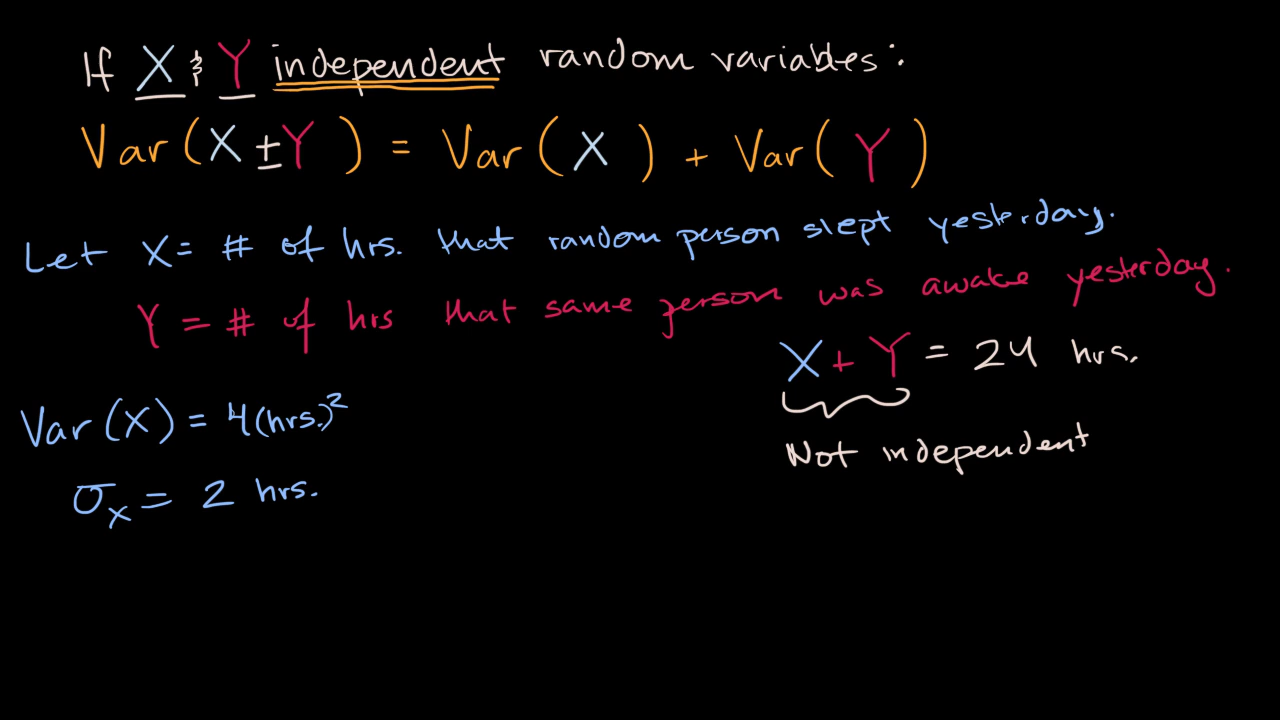 If X & Y independent random variables:
Var(X ± Y) = Var(X) + Var(Y)
Let X = # of hrs. that random person slept yesterday.
Y = # of hrs that same person was awake yesterday.
X + Y = 24 hrs.
Not independent
Var(X) = 4(hrs.)²
σₓ = 2 hrs.